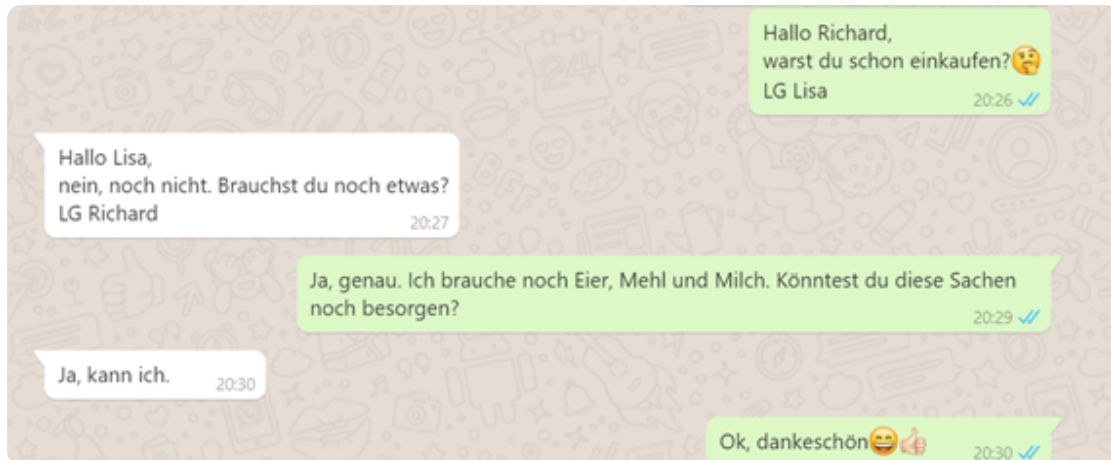 Hallo Richard,
warst du schon einkaufen?🤔
LG Lisa
20:26
Hallo Lisa,
nein, noch nicht. Brauchst du noch etwas?
LG Richard
20:27
Ja, genau. Ich brauche noch Eier, Mehl und Milch. Könntest du diese Sachen
noch besorgen?
20:29
Ja, kann ich.
20:30
Ok, dankeschön😄👍🏻
20:30